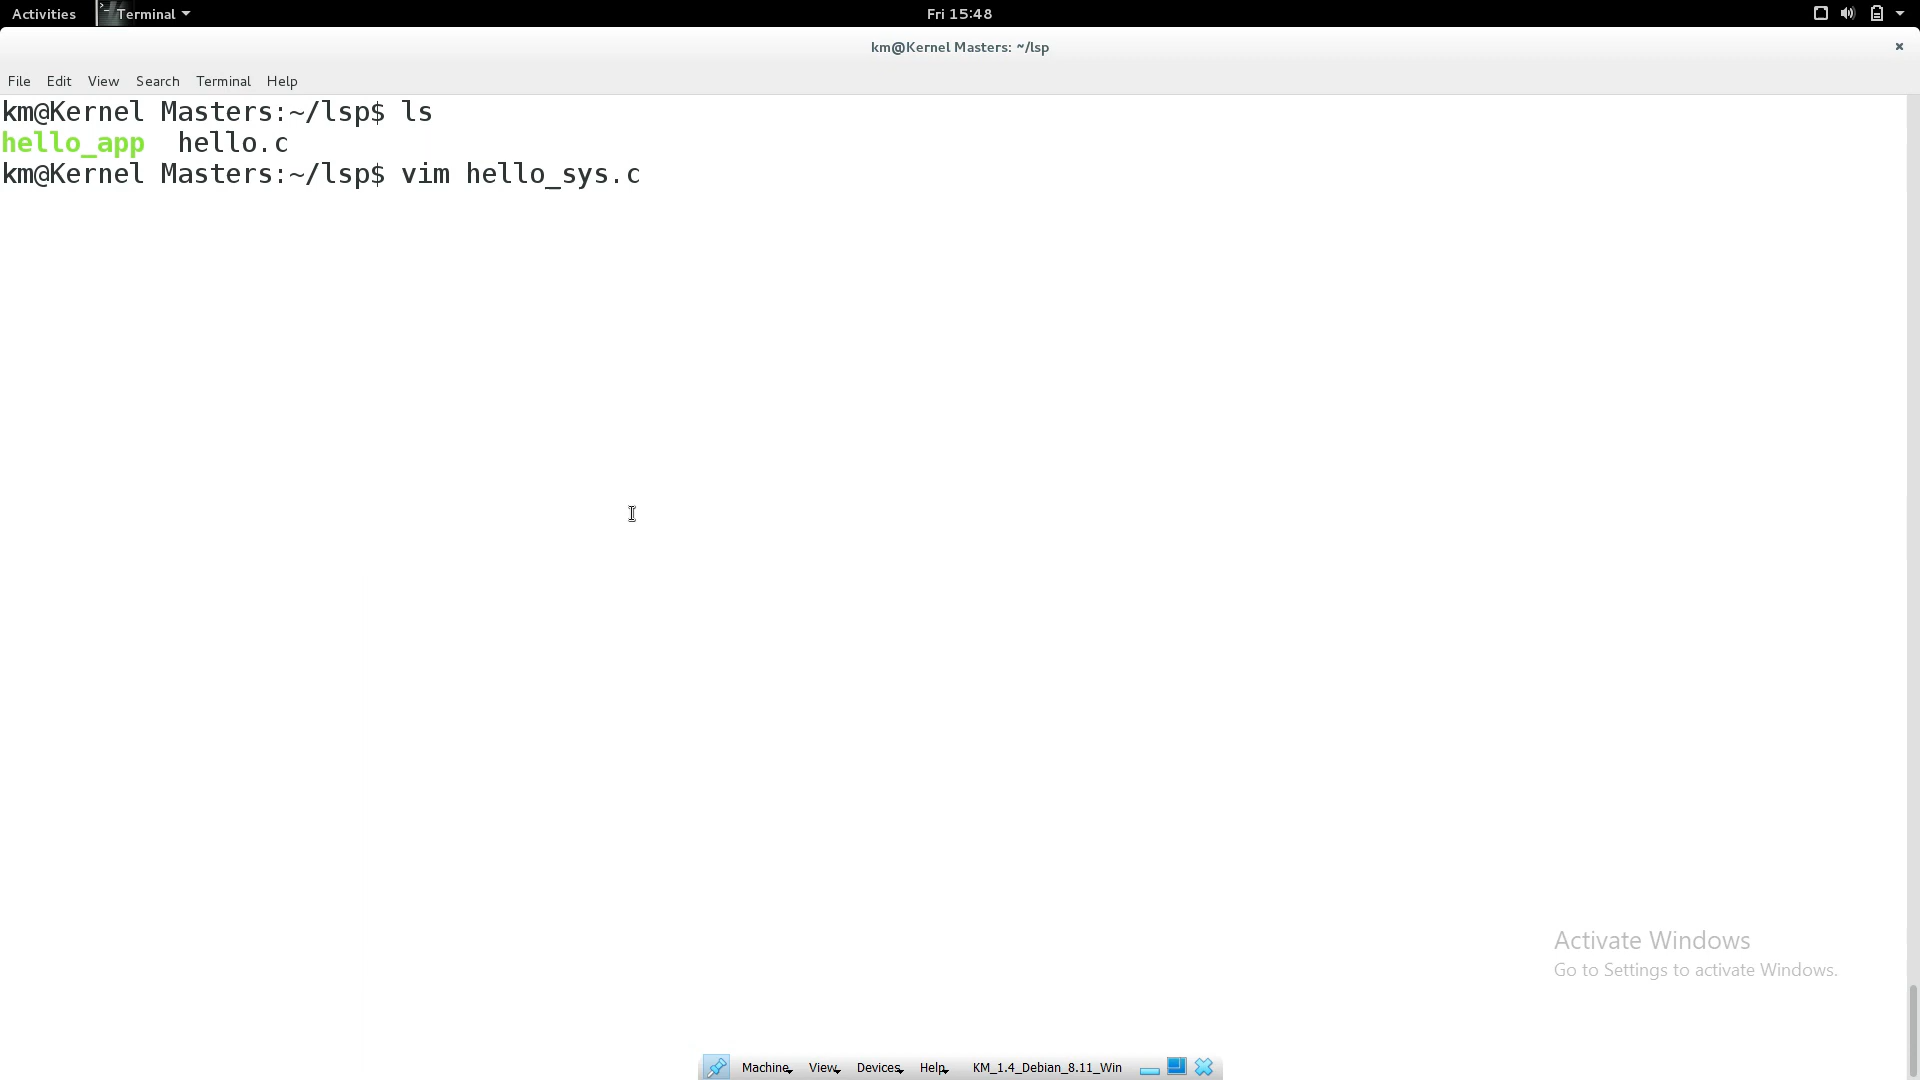 Activities Terminal Fri 15:48
km@Kernel Masters: ~/lsp
File Edit View Search Terminal Help
km@Kernel Masters:~/lsp$ ls
hello_app hello.c
km@Kernel Masters:~/lsp$ vim hello_sys.c
Activate Windows
Go to Settings to activate Windows.
Machine View Devices Help KM_1.4_Debian_8.11_Win